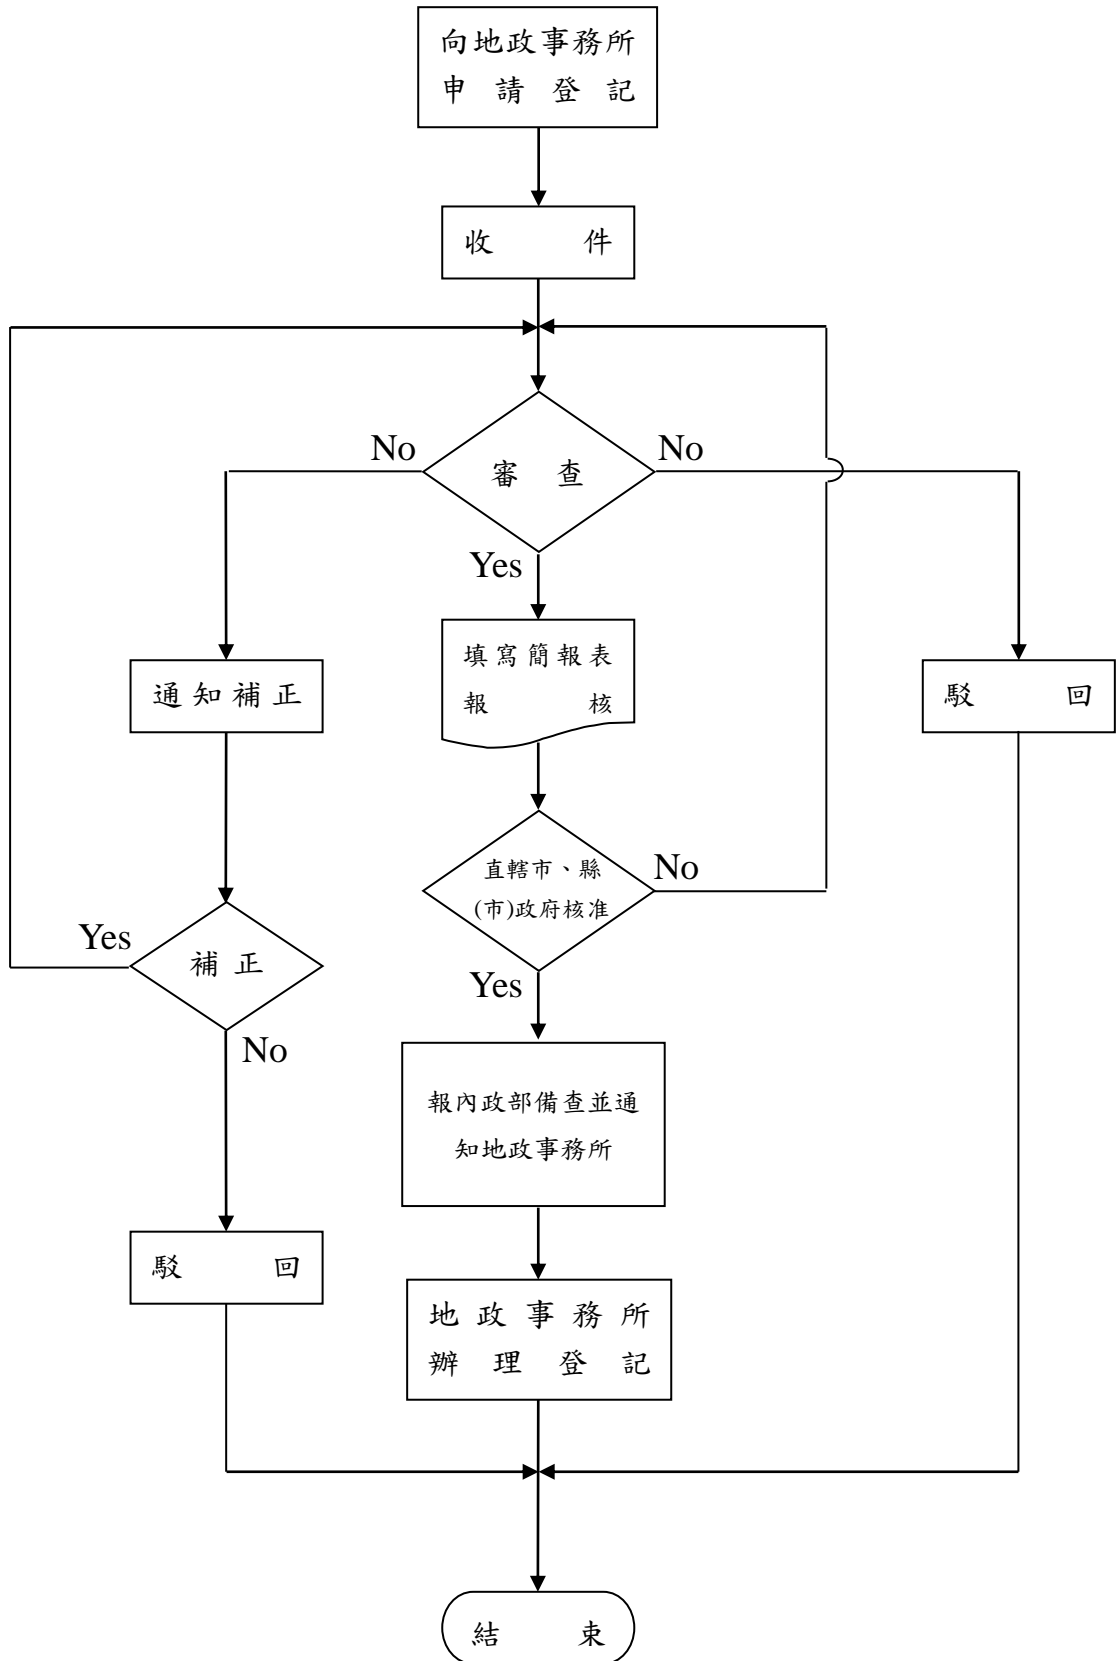 向地政事務所
申請登記
收件
No
審查
No
Yes
填寫簡報表
報核
通知補正
駁回
直轄市、縣
(市)政府核准
No
Yes
補正
Yes
No
報內政部備查並通
知地政事務所
駁回
地政事務所
辦理登記
結束